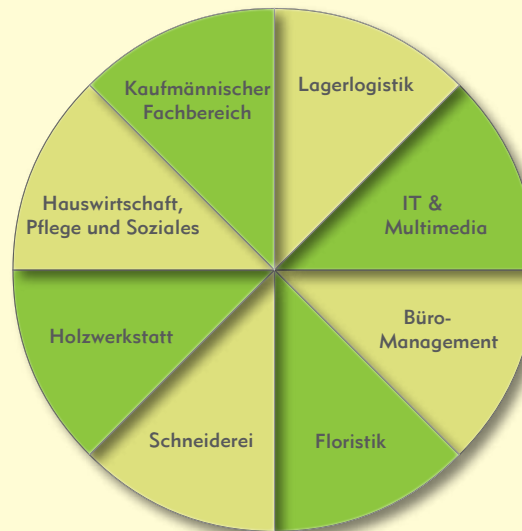 Kaufmännischer
Fachbereich
Lagerlogistik
IT &
Multimedia
Hauswirtschaft,
Pflege und Soziales
Büro-
Management
Holzwerkstatt
Schneiderei
Floristik